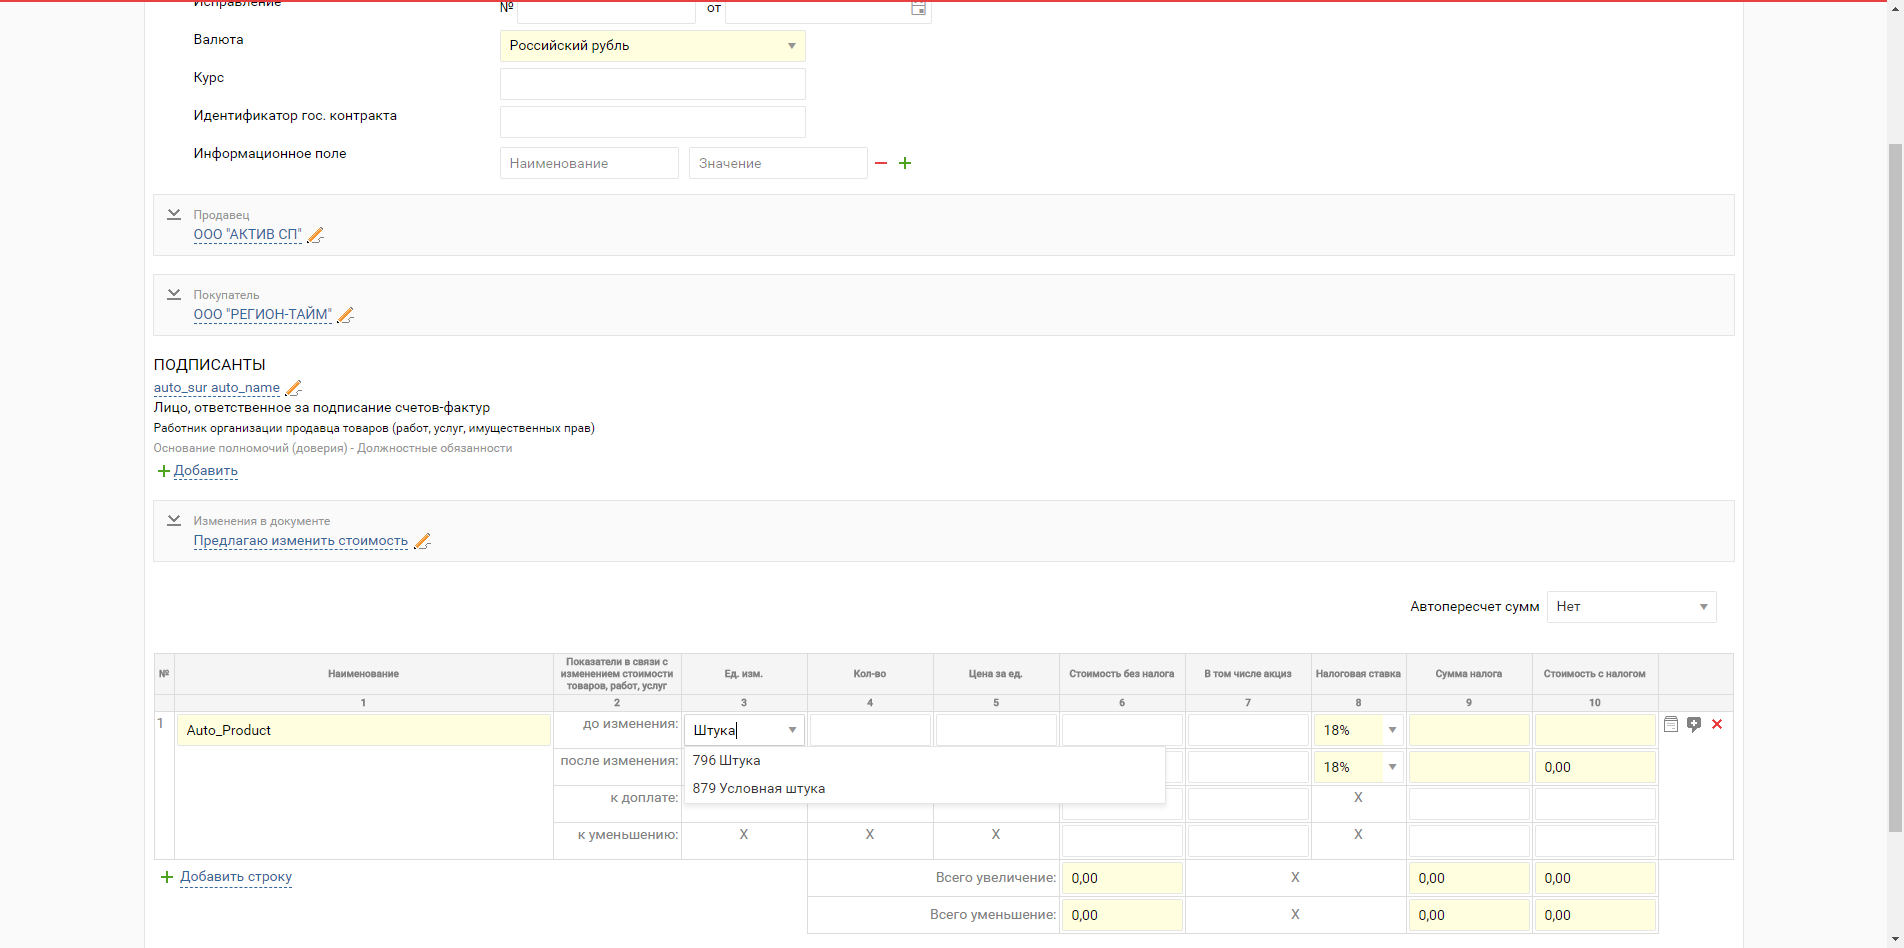 Исправление № от
Валюта Российский рубль
Курс
Идентификатор гос. контракта
Информационное поле Наименование Значение
Продавец
ООО "АКТИВ СП"
Покупатель
ООО "РЕГИОН-ТАЙМ"
ПОДПИСАНТЫ
auto_sur auto_name
Лицо, ответственное за подписание счетов-фактур
Работник организации продавца товаров (работ, услуг, имущественных прав)
Основание полномочий (доверия) - Должностные обязанности
Добавить
Изменения в документе
Предлагаю изменить стоимость
Автопересчет сумм Нет
№ Наименование Показатели в связи с изменением стоимости товаров, работ, услуг Ед. изм. Кол-во Цена за ед. Стоимость без налога В том числе акциз Налоговая ставка Сумма налога Стоимость с налогом
1 2 3 4 5 6 7 8 9 10
1 Auto_Product до изменения: Штука 18%
после изменения: 18% 0,00
796 Штука
879 Условная штука
к доплате: X
к уменьшению: X X X X
Добавить строку
Всего увеличение: 0,00 X 0,00 0,00
Всего уменьшение: 0,00 X 0,00 0,00